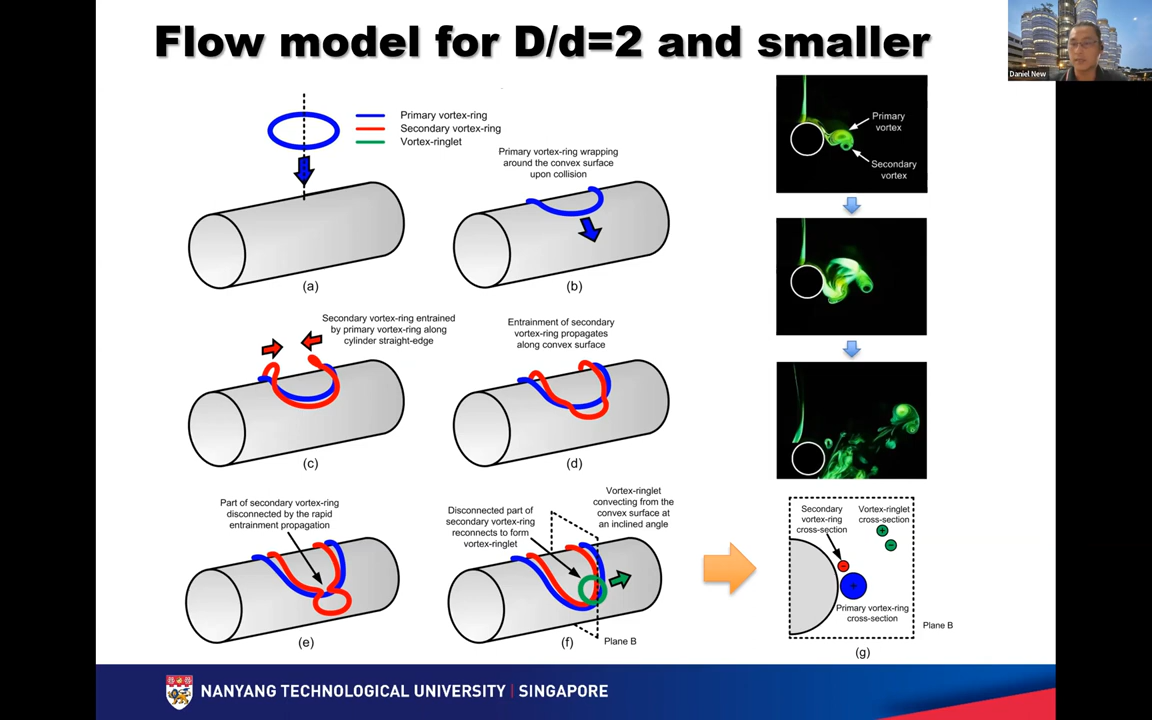 Flow model for D/d=2 and smaller
Daniel New
Primary vortex-ring
Secondary vortex-ring
Vortex-ringlet
(a)
Primary vortex-ring wrapping
around the convex surface
upon collision
(b)
Primary
vortex
Secondary
vortex
Secondary vortex-ring entrained
by primary vortex-ring along
cylinder straight-edge
(c)
Entrainment of secondary
vortex-ring propagates
along convex surface
(d)
Part of secondary vortex-ring
disconnected by the rapid
entrainment propagation
(e)
Disconnected part of
secondary vortex-ring
reconnects to form
vortex-ringlet
Vortex-ringlet
convecting from the
convex surface at
an inclined angle
Plane B
(f)
Secondary
vortex-ring
cross-section
Vortex-ringlet
cross-section
+
−
−
+
Primary vortex-ring
cross-section
Plane B
(g)
NANYANG TECHNOLOGICAL UNIVERSITY | SINGAPORE